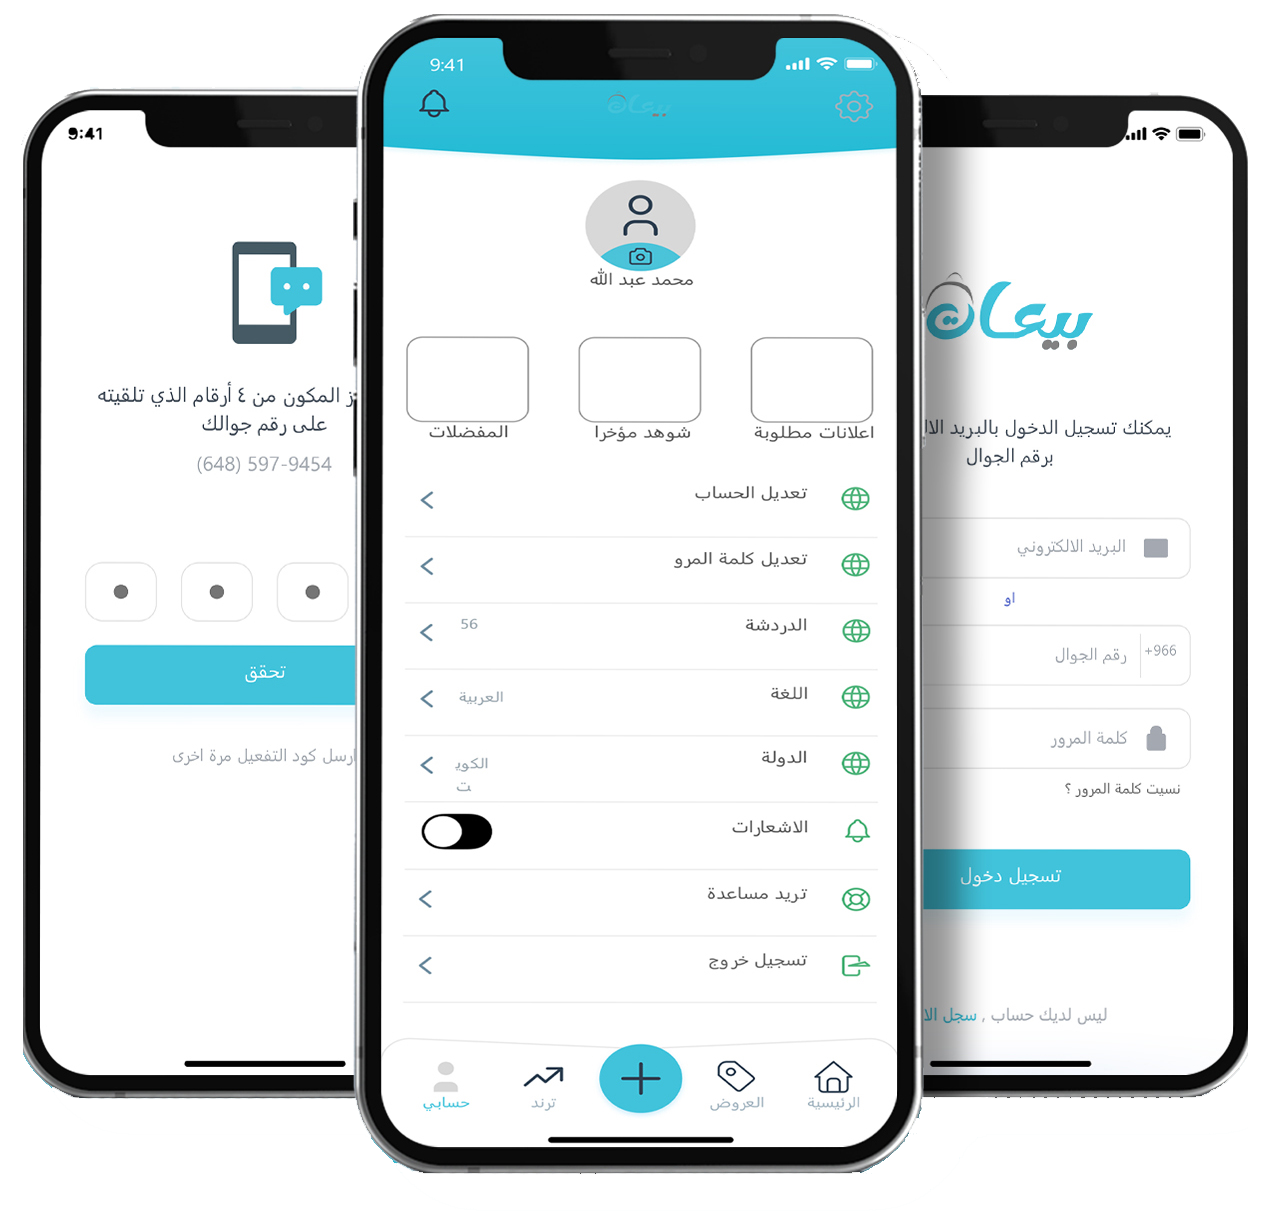 9:41
ز المكون من ٤ أرقام الذي تلقيته
على رقم جوالك
(648) 597-9454
تحقق
ارسل كود التفعيل مرة اخرى
9:41
بيعات
محمد عبد الله
اعلانات مطلوبة
شوهد مؤخرا
المفضلات
تعديل الحساب
تعديل كلمة المرو
الدردشة
56
اللغة
العربية
الدولة
الكوي
ت
الاشعارات
تريد مساعدة
تسجيل خروج
الرئيسية
العروض
ترند
حسابي
بيعات
يمكنك تسجيل الدخول بالبريد الا
برقم الجوال
البريد الالكتروني
او
+966
رقم الجوال
كلمة المرور
نسيت كلمة المرور ؟
تسجيل دخول
ليس لديك حساب , سجل الا